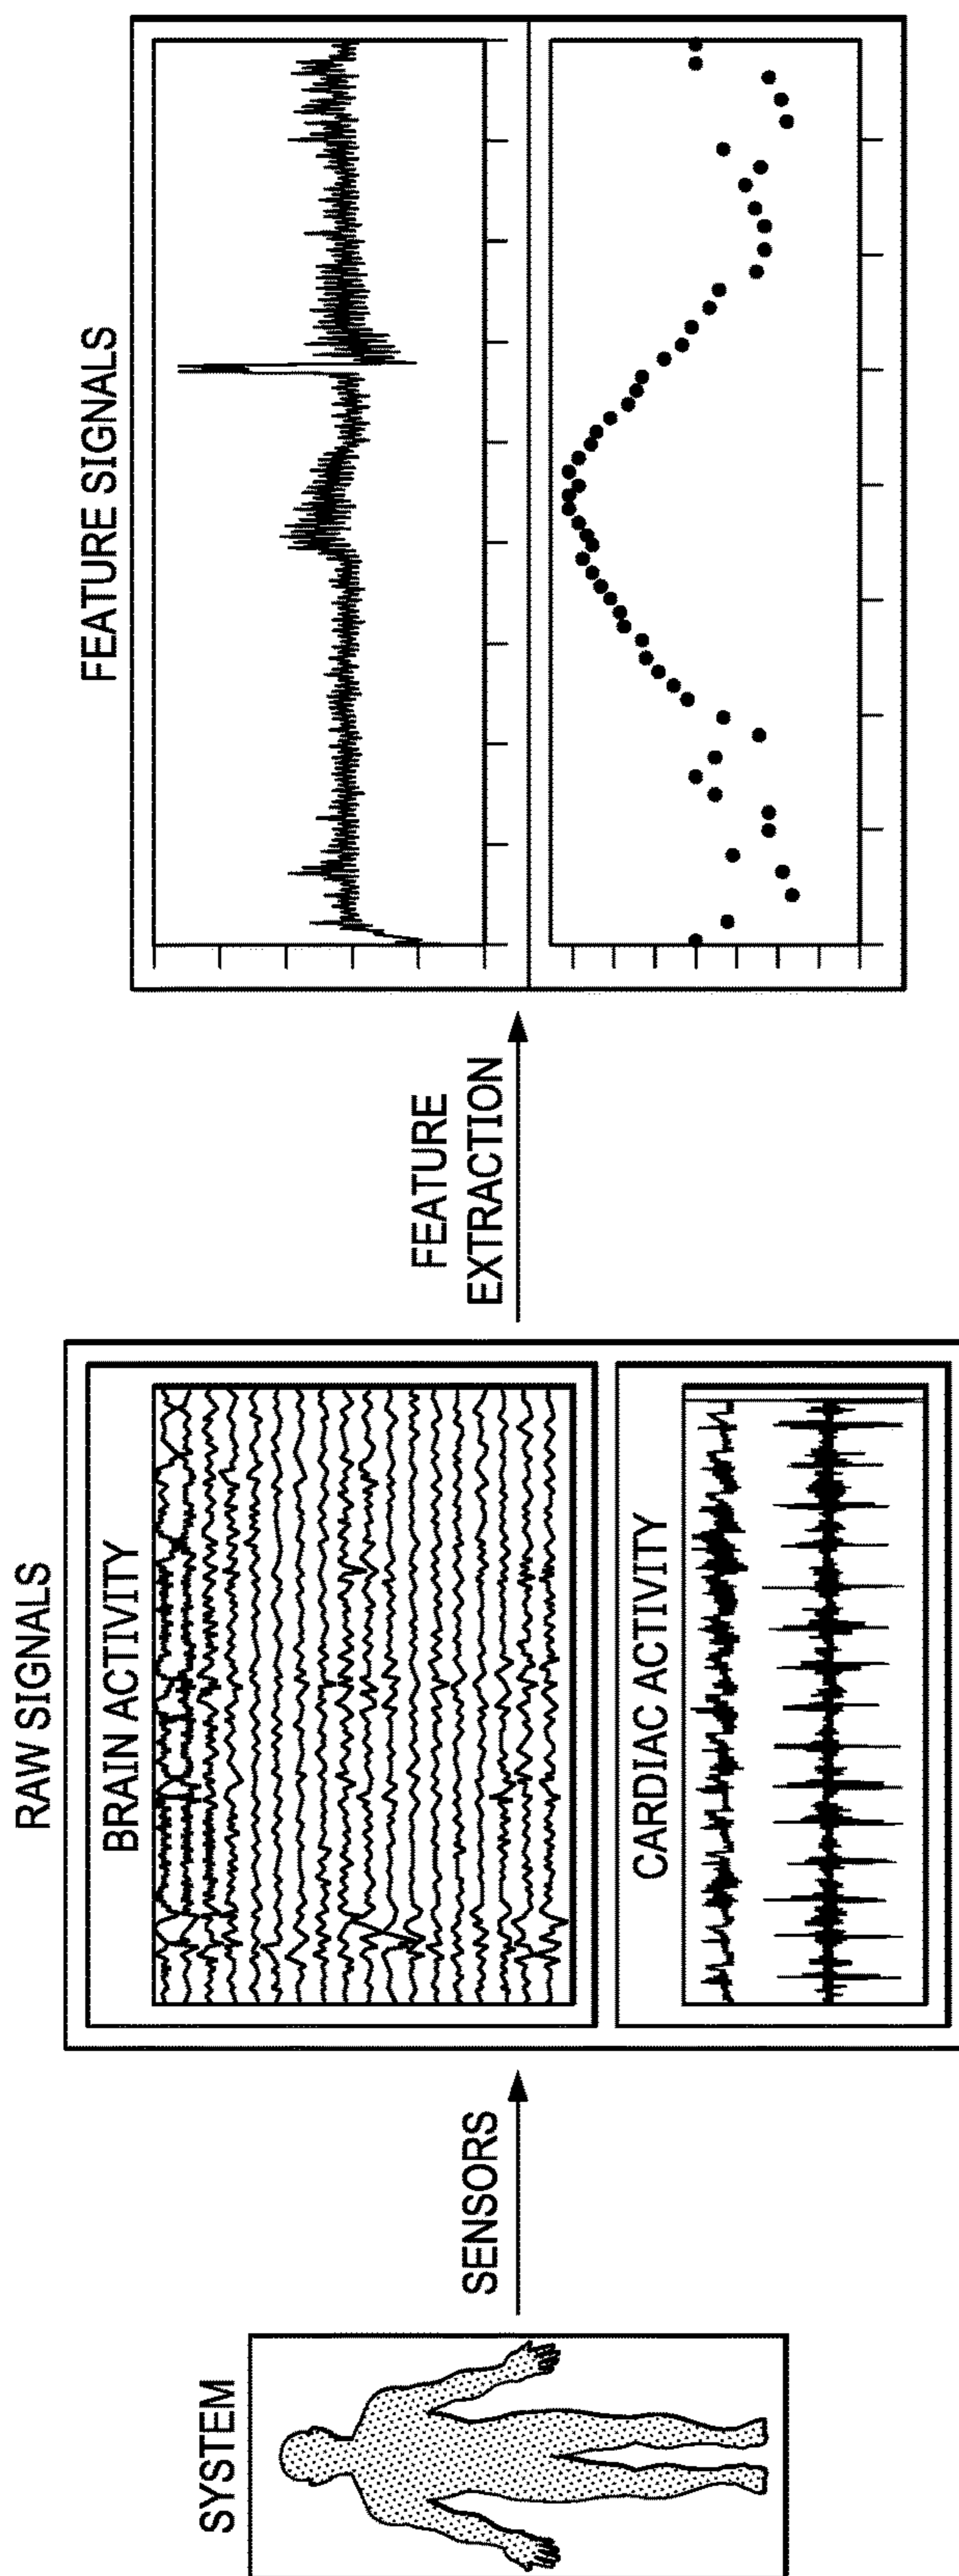 SYSTEM
SENSORS
RAW SIGNALS
BRAIN ACTIVITY
CARDIAC ACTIVITY
FEATURE
EXTRACTION
FEATURE SIGNALS